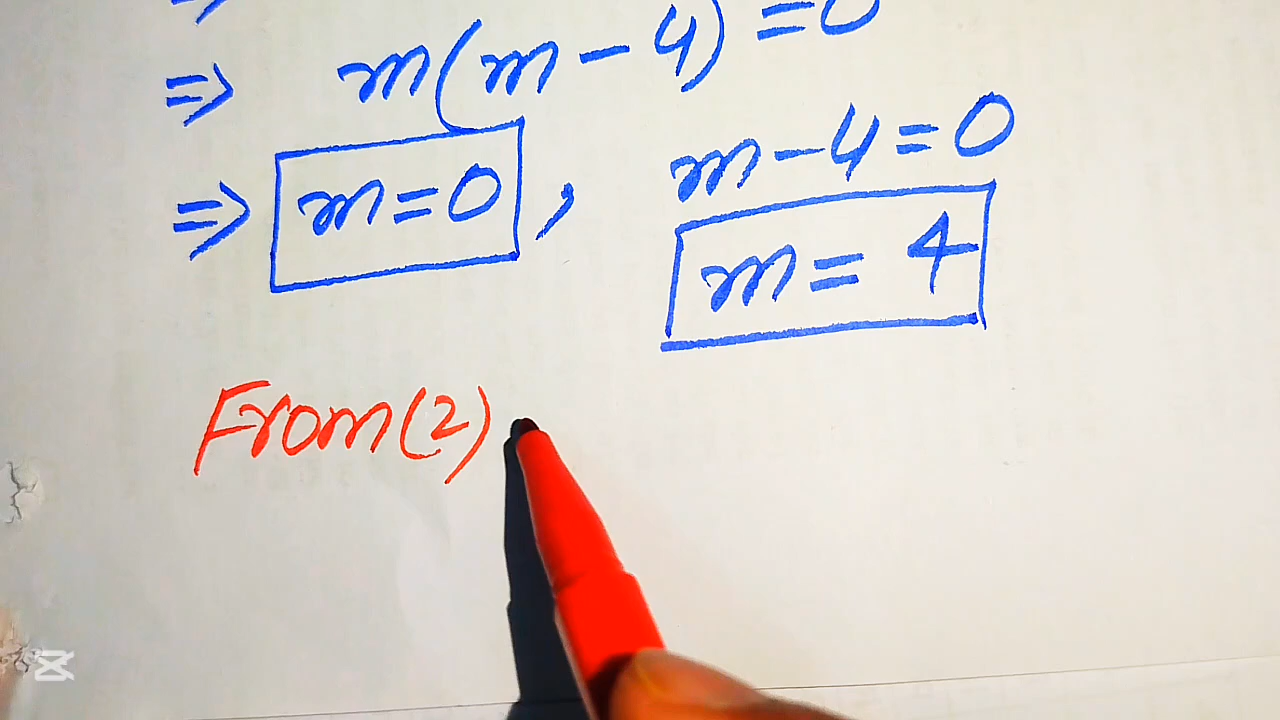 ⇒
⇒ m(m-4)=0
m-4=0
⇒ m=0,
m=4
From(2)